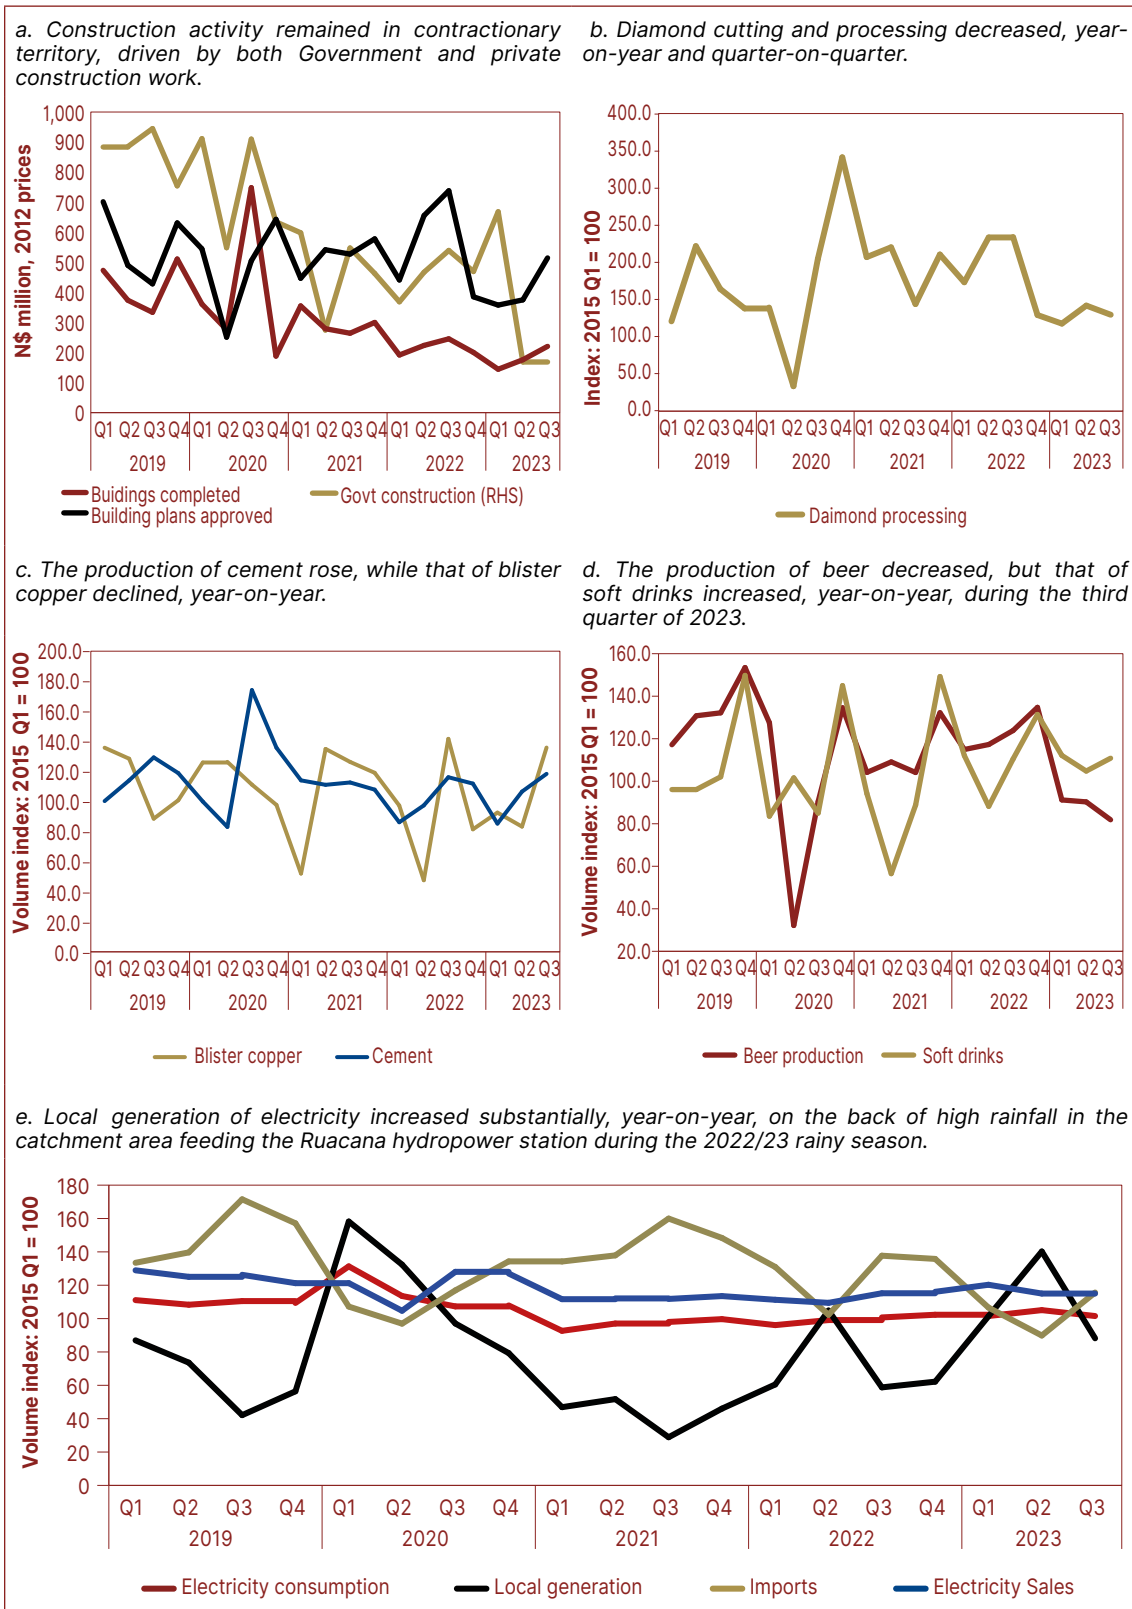 a. Construction activity remained in contractionary
territory, driven by both Government and private
construction work.
N$ million, 2012 prices
1,000
900
800
700
600
500
400
300
200
100
0
Q1 Q2 Q3 Q4 Q1 Q2 Q3 Q4 Q1 Q2 Q3 Q4 Q1 Q2 Q3 Q4 Q1 Q2 Q3
2019 2020 2021 2022 2023
Buidings completed Govt construction (RHS)
Building plans approved
b. Diamond cutting and processing decreased, year-
on-year and quarter-on-quarter.
Index: 2015 Q1 = 100
400.0
350.0
300.0
250.0
200.0
150.0
100.0
50.0
0.0
Q1 Q2 Q3 Q4 Q1 Q2 Q3 Q4 Q1 Q2 Q3 Q4 Q1 Q2 Q3 Q4 Q1 Q2 Q3
2019 2020 2021 2022 2023
Daimond processing
c. The production of cement rose, while that of blister
copper declined, year-on-year.
Volume index: 2015 Q1 = 100
200.0
180.0
160.0
140.0
120.0
100.0
80.0
60.0
40.0
20.0
0.0
Q1 Q2 Q3 Q4 Q1 Q2 Q3 Q4 Q1 Q2 Q3 Q4 Q1 Q2 Q3 Q4 Q1 Q2 Q3
2019 2020 2021 2022 2023
Blister copper Cement
d. The production of beer decreased, but that of
soft drinks increased, year-on-year, during the third
quarter of 2023.
Volume index: 2015 Q1 = 100
160.0
140.0
120.0
100.0
80.0
60.0
40.0
20.0
Q1 Q2 Q3 Q4 Q1 Q2 Q3 Q4 Q1 Q2 Q3 Q4 Q1 Q2 Q3 Q4 Q1 Q2 Q3
2019 2020 2021 2022 2023
Beer production Soft drinks
e. Local generation of electricity increased substantially, year-on-year, on the back of high rainfall in the
catchment area feeding the Ruacana hydropower station during the 2022/23 rainy season.
Volume index: 2015 Q1 = 100
180
160
140
120
100
80
60
40
20
0
Q1 Q2 Q3 Q4 Q1 Q2 Q3 Q4 Q1 Q2 Q3 Q4 Q1 Q2 Q3 Q4 Q1 Q2 Q3
2019 2020 2021 2022 2023
Electricity consumption Local generation Imports Electricity Sales